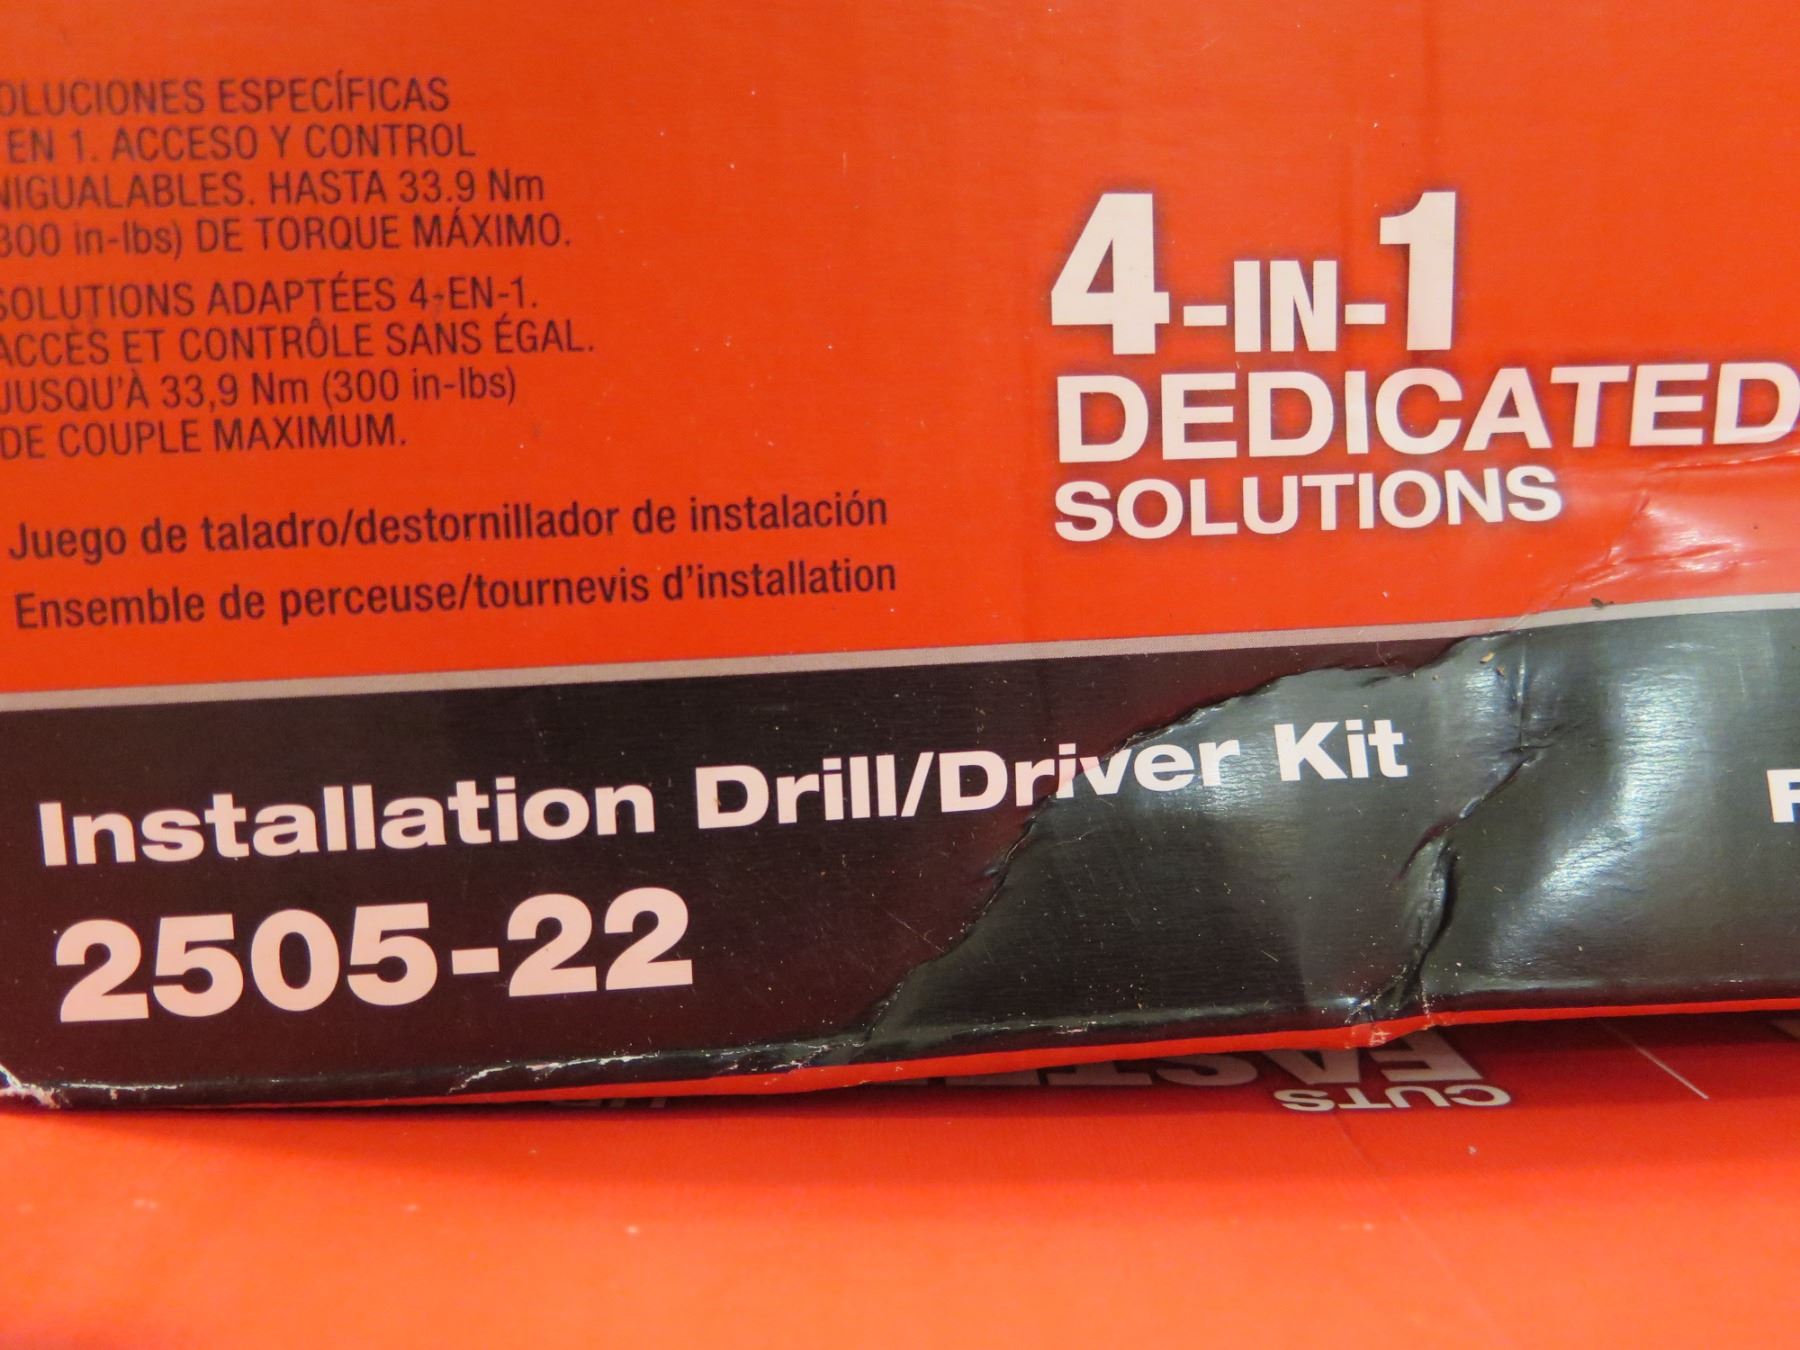 OLUCIONES ESPECÍFICAS
EN 1. ACCESO Y CONTROL
NIGUALABLES. HASTA 33.9 Nm
300 in-lbs) DE TORQUE MÁXIMO.
SOLUTIONS ADAPTÉES 4-EN-1.
ACCÈS ET CONTRÔLE SANS ÉGAL.
JUSQU'À 33,9 Nm (300 in-lbs)
DE COUPLE MAXIMUM.
Juego de taladro/destornillador de instalación
Ensemble de perceuse/tournevis d'installation
4-IN-1
DEDICATED
SOLUTIONS
Installation Drill/Driver Kit
2505-22
CUTS